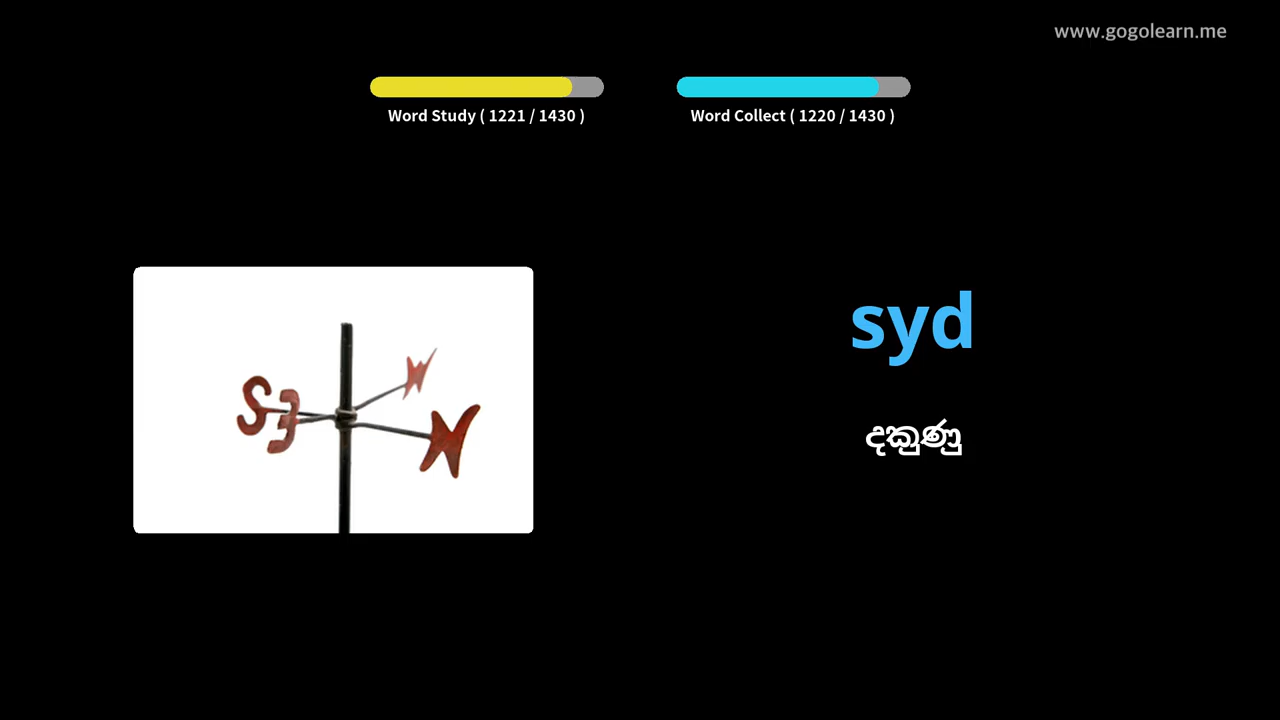 www.gogolearn.me
Word Study ( 1221 / 1430 )
Word Collect ( 1220 / 1430 )
syd
දකුණු
S
E
N